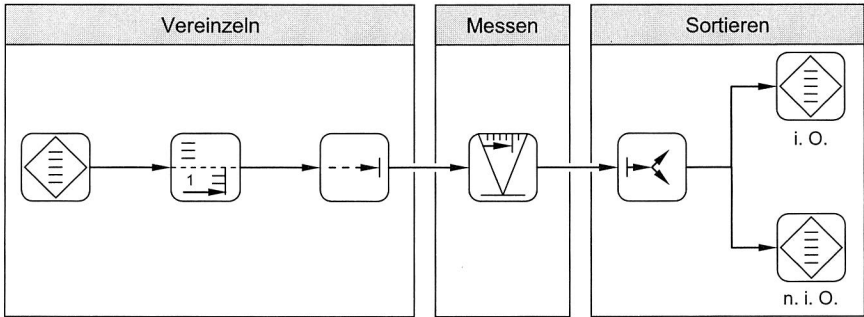 Vereinzeln
Messen
Sortieren
1
i. O.
n. i. O.